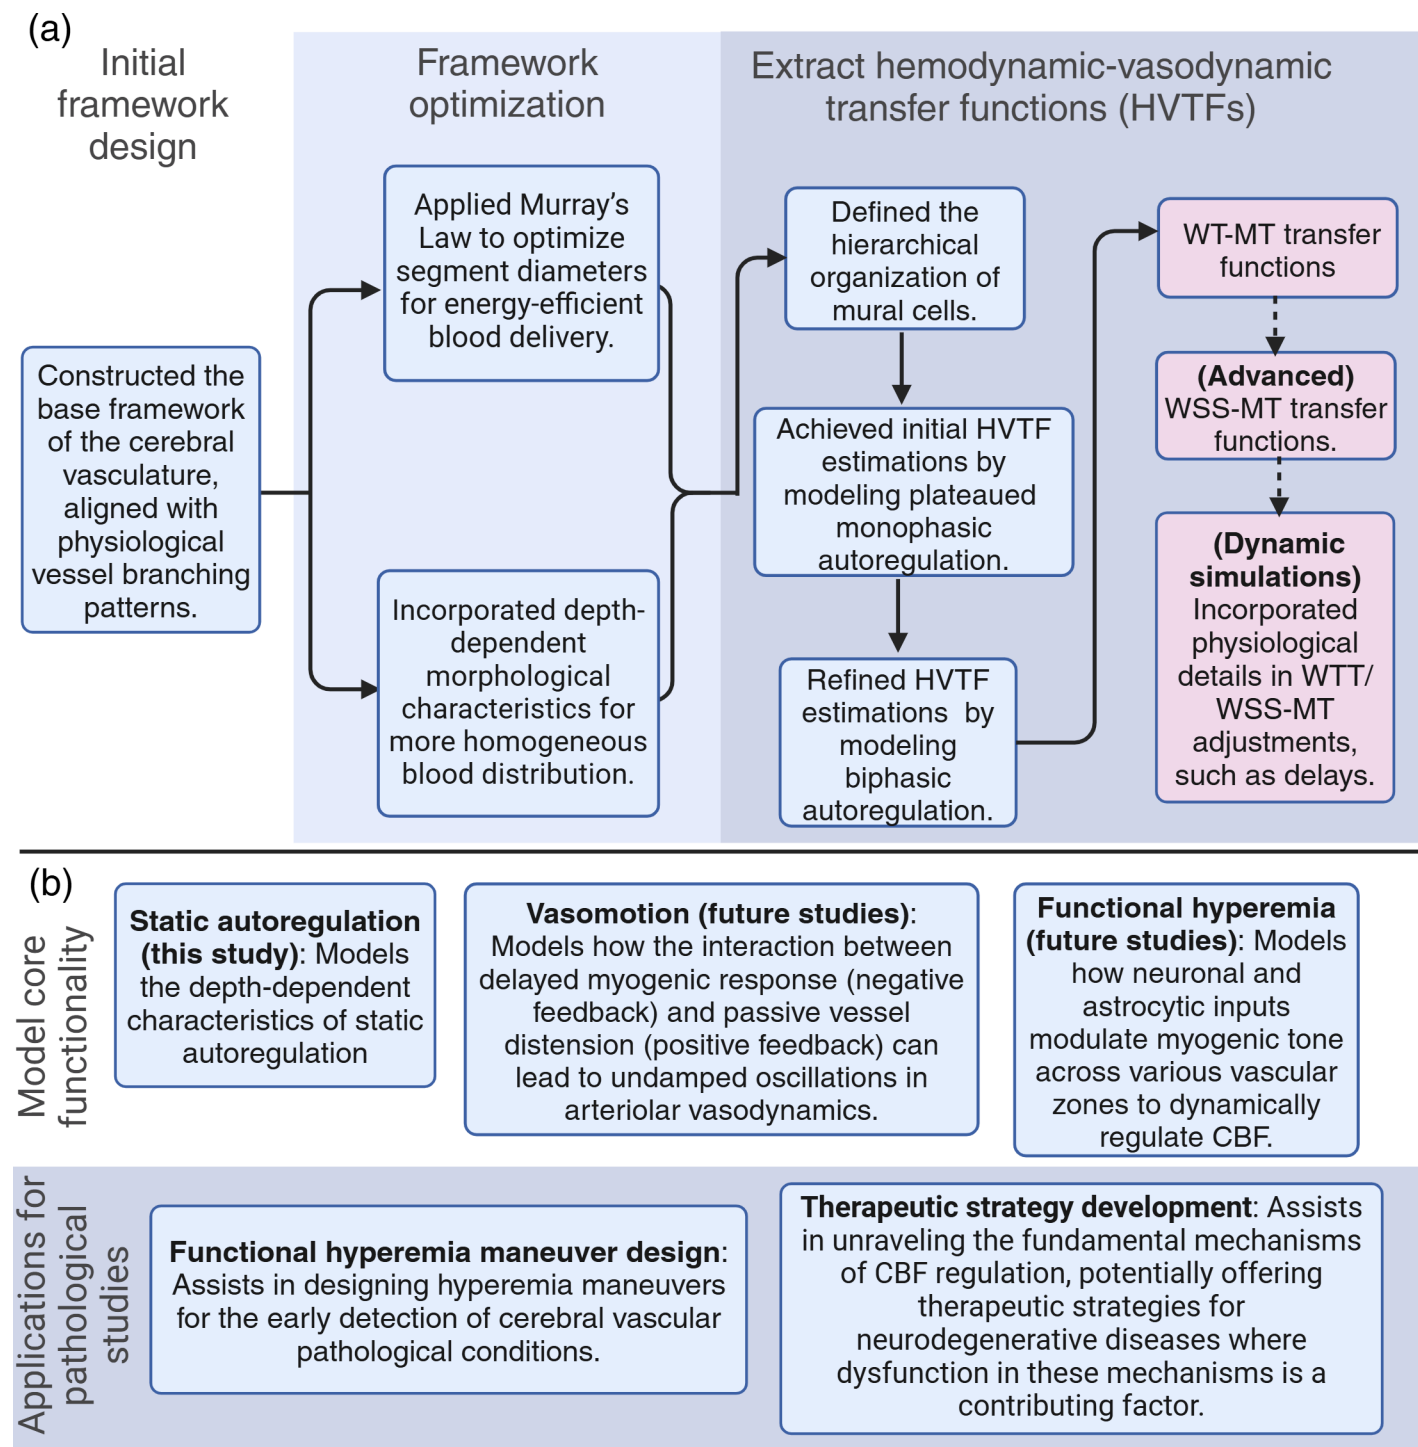 (a)
Initial
framework
design
Framework
optimization
Extract hemodynamic-vasodynamic
transfer functions (HVTFs)
Constructed the
base framework
of the cerebral
vasculature,
aligned with
physiological
vessel branching
patterns.
Applied Murray’s
Law to optimize
segment diameters
for energy-efficient
blood delivery.
Incorporated depth-
dependent
morphological
characteristics for
more homogeneous
blood distribution.
Defined the
hierarchical
organization of
mural cells.
Achieved initial HVTF
estimations by
modeling plateaued
monophasic
autoregulation.
Refined HVTF
estimations  by
modeling
biphasic
autoregulation.
WT-MT transfer
functions
(Advanced)
WSS-MT transfer
functions.
(Dynamic
simulations)
Incorporated
physiological
details in WTT/
WSS-MT
adjustments,
such as delays.
(b)
Model core
functionality
Static autoregulation
(this study): Models
the depth-dependent
characteristics of static
autoregulation
Vasomotion (future studies):
Models how the interaction between
delayed myogenic response (negative
feedback) and passive vessel
distension (positive feedback) can
lead to undamped oscillations in
arteriolar vasodynamics.
Functional hyperemia
(future studies): Models
how neuronal and
astrocytic inputs
modulate myogenic tone
across various vascular
zones to dynamically
regulate CBF.
Applications for
pathological
studies
Functional hyperemia maneuver design:
Assists in designing hyperemia maneuvers
for the early detection of cerebral vascular
pathological conditions.
Therapeutic strategy development: Assists
in unraveling the fundamental mechanisms
of CBF regulation, potentially offering
therapeutic strategies for
neurodegenerative diseases where
dysfunction in these mechanisms is a
contributing factor.